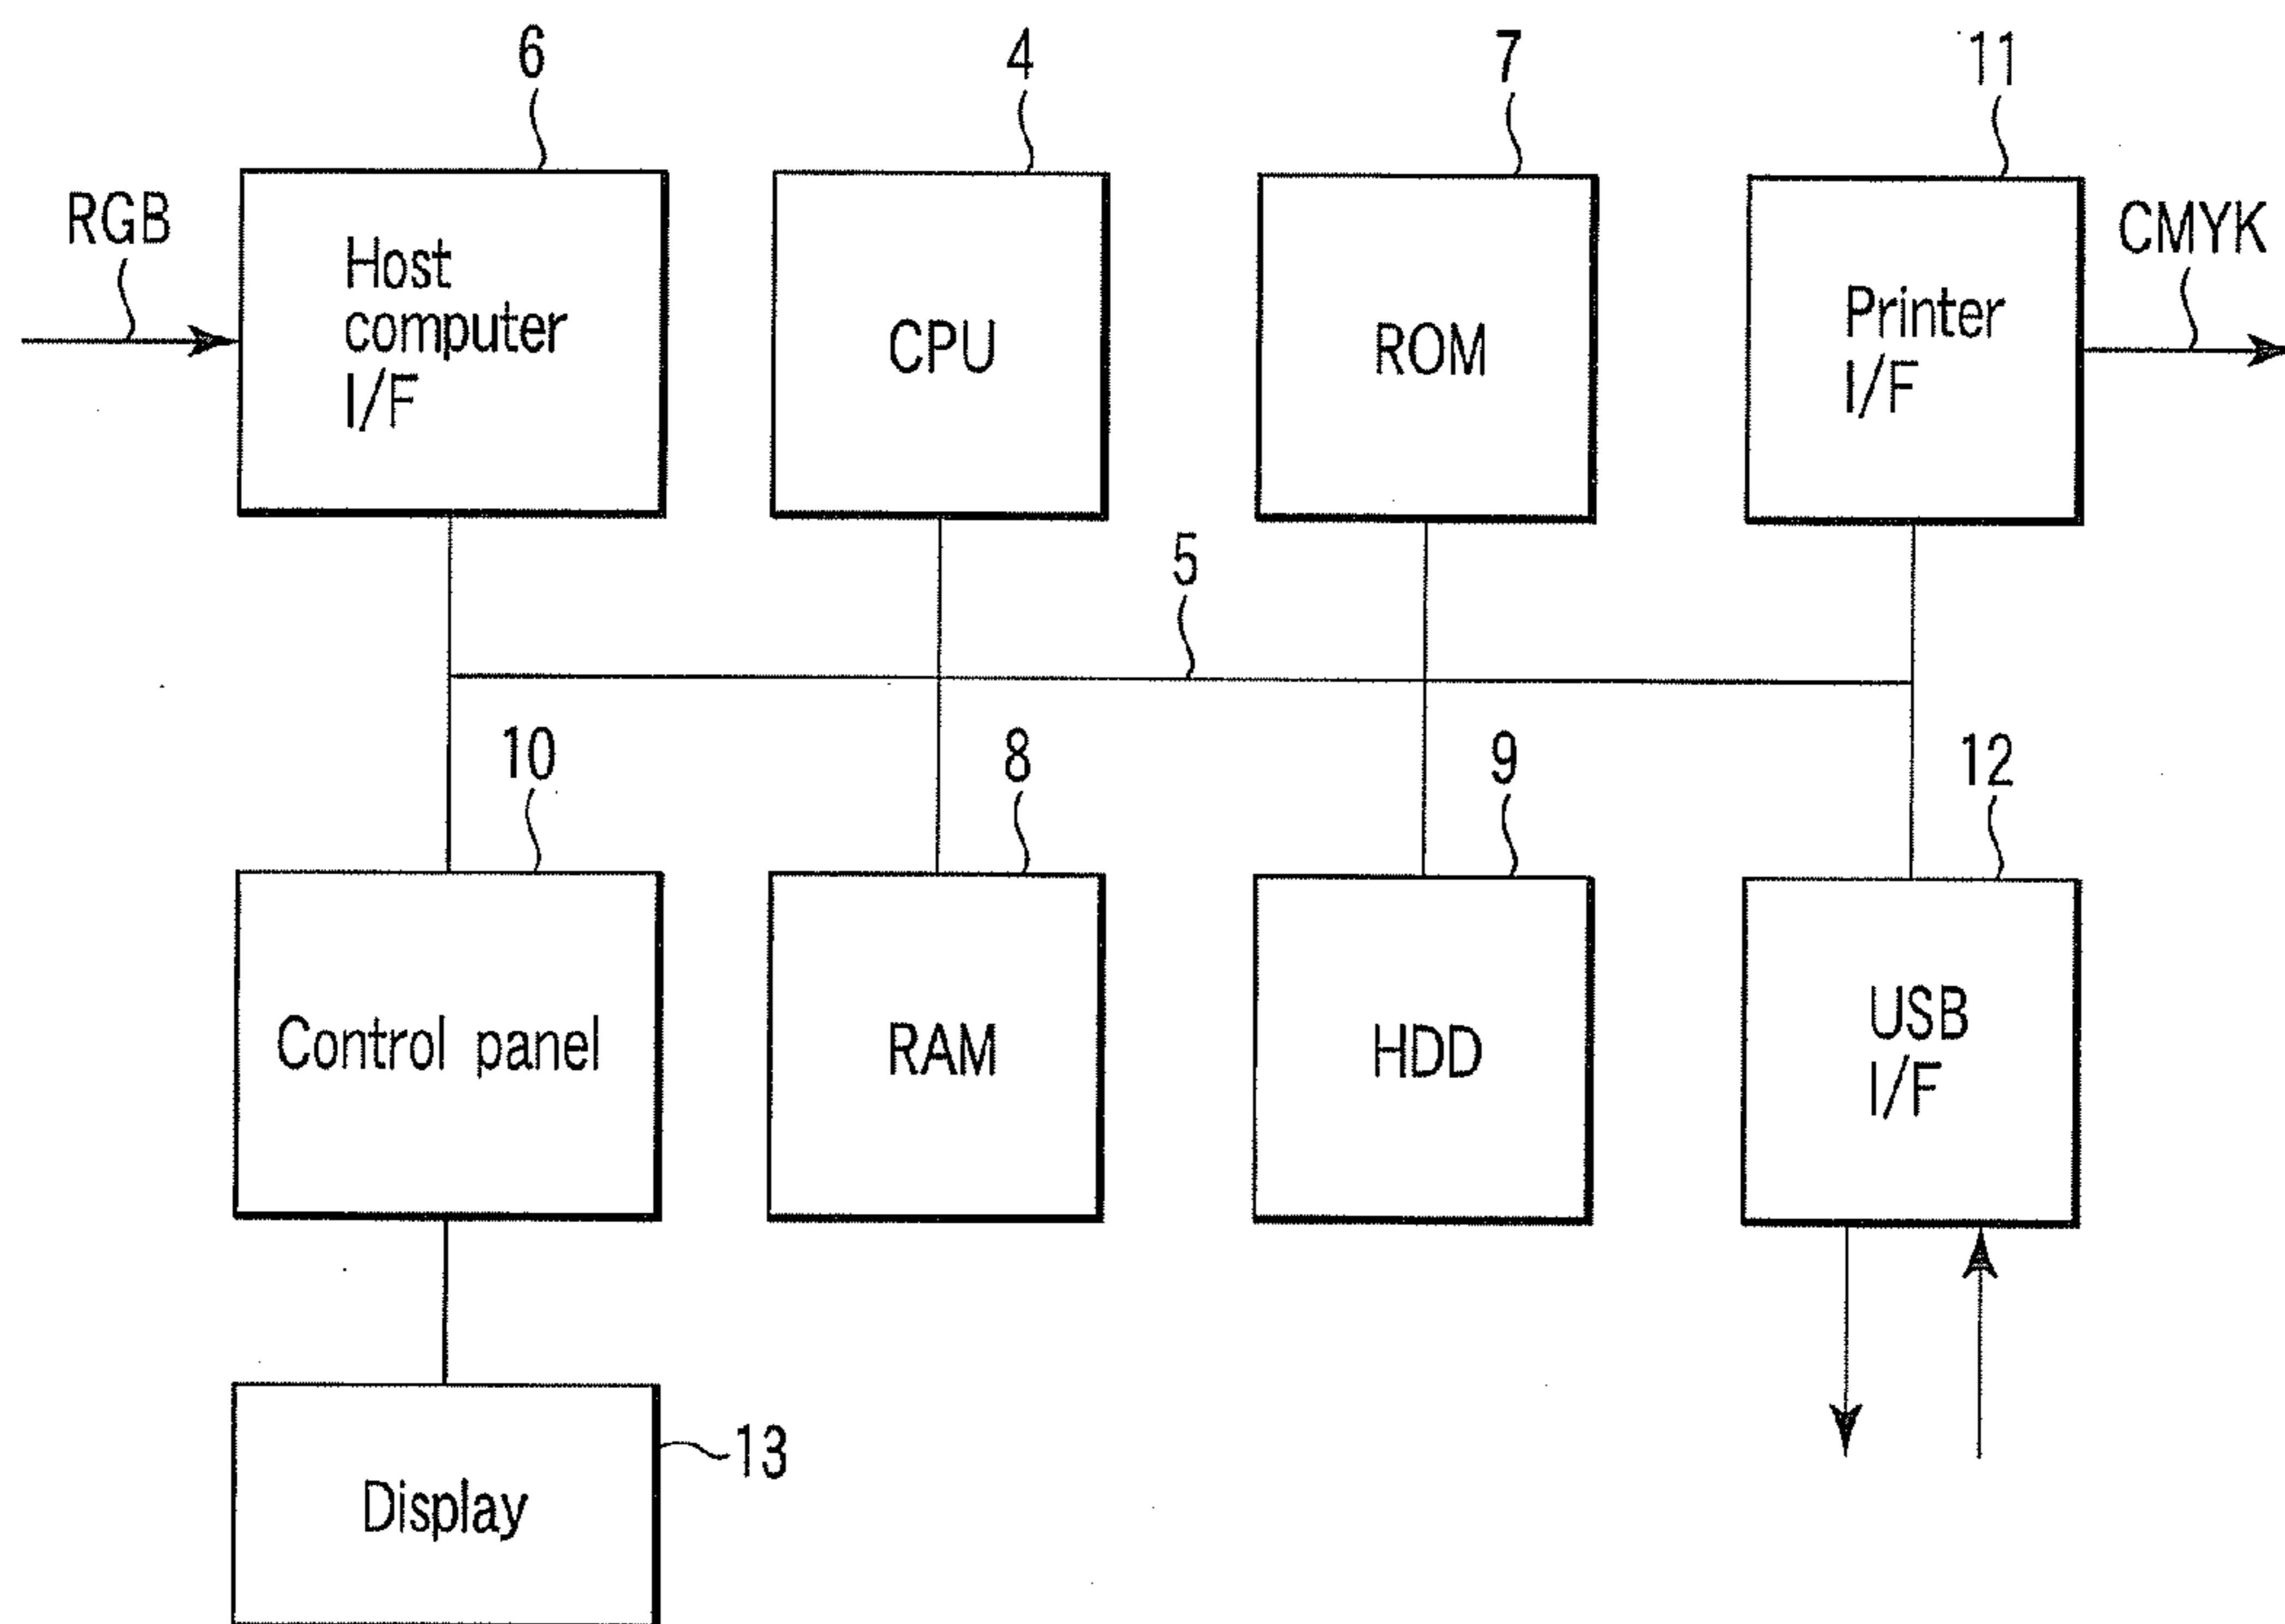 6
4
7
11
RGB
Host
computer
I/F
CPU
ROM
Printer
I/F
CMYK
5
10
8
9
12
Control panel
RAM
HDD
USB
I/F
13
Display